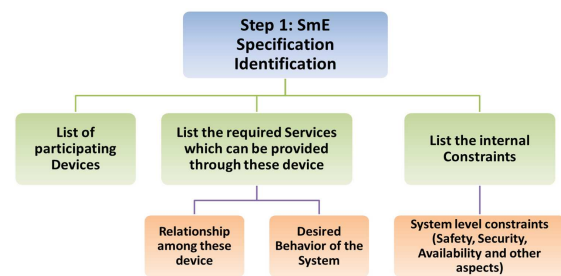 Step 1: SmE
Specification
Identification
List of
participating
Devices
List the required Services
which can be provided
through these device
List the internal
Constraints
Relationship
among these
device
Desired
Behavior of the
System
System level constraints
(Safety, Security,
Availability and other
aspects)